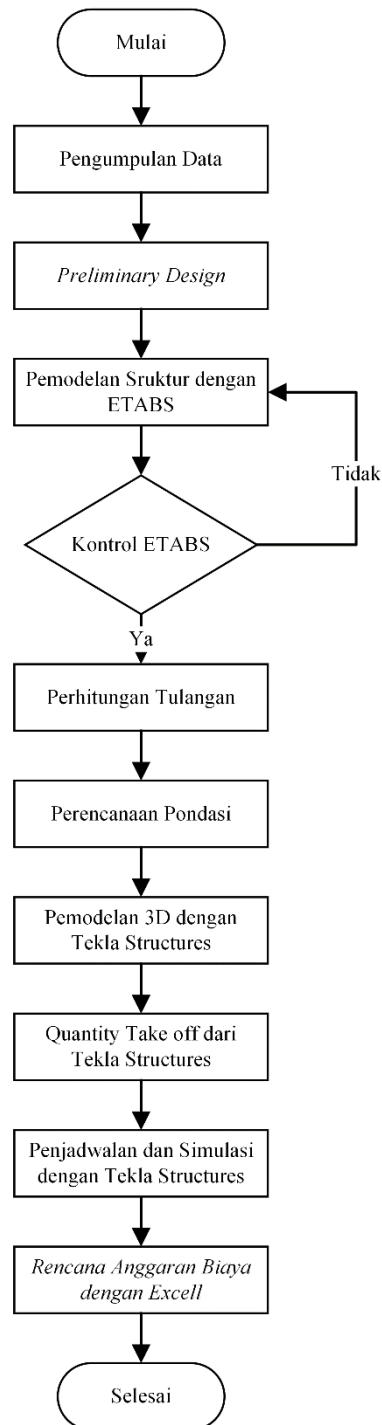 Mulai
Pengumpulan Data
Preliminary Design
Pemodelan Sruktur dengan
ETABS
Tidak
Kontrol ETABS
Ya
Perhitungan Tulangan
Perencanaan Pondasi
Pemodelan 3D dengan
Tekla Structures
Quantity Take off dari
Tekla Structures
Penjadwalan dan Simulasi
dengan Tekla Structures
Rencana Anggaran Biaya
dengan Excell
Selesai